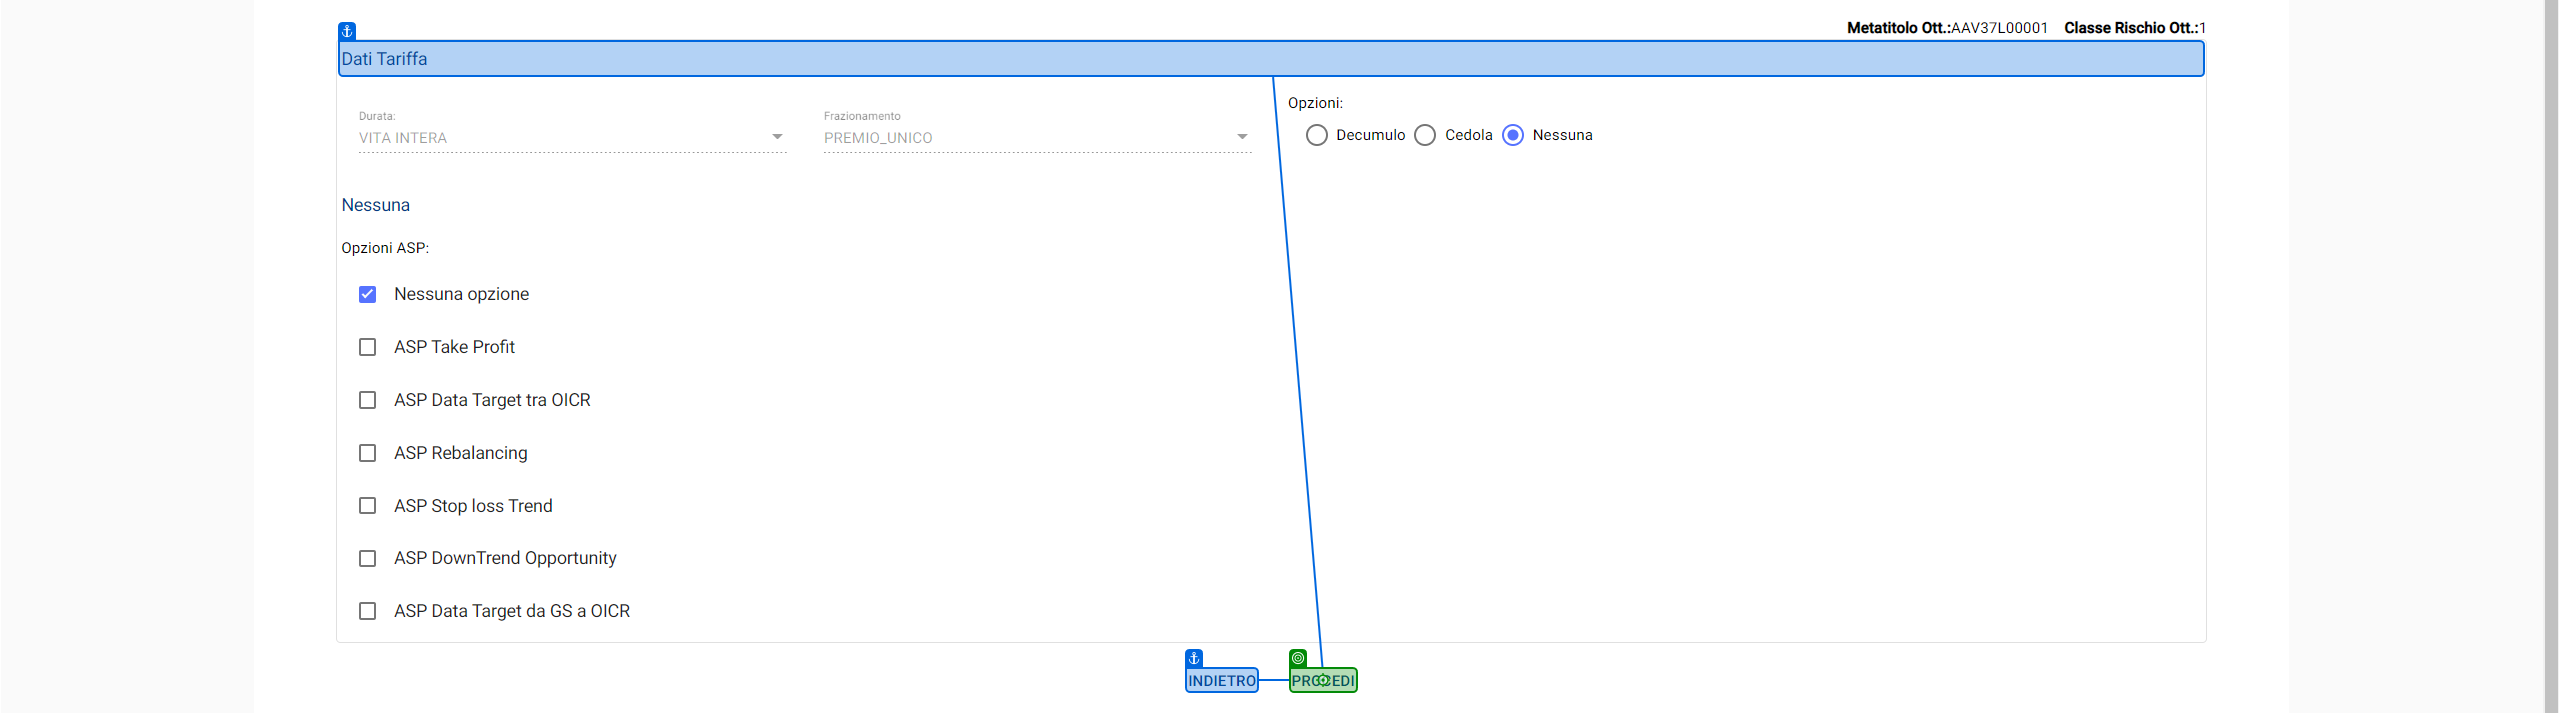 Metatitolo Ott.:AAV37L00001 Classe Rischio Ott.:1
Dati Tariffa
Durata:
VITA INTERA
Frazionamento
PREMIO_UNICO
Opzioni:
Decumulo Cedola Nessuna
Nessuna
Opzioni ASP:
Nessuna opzione
ASP Take Profit
ASP Data Target tra OICR
ASP Rebalancing
ASP Stop loss Trend
ASP DownTrend Opportunity
ASP Data Target da GS a OICR
INDIETRO PROCEDI